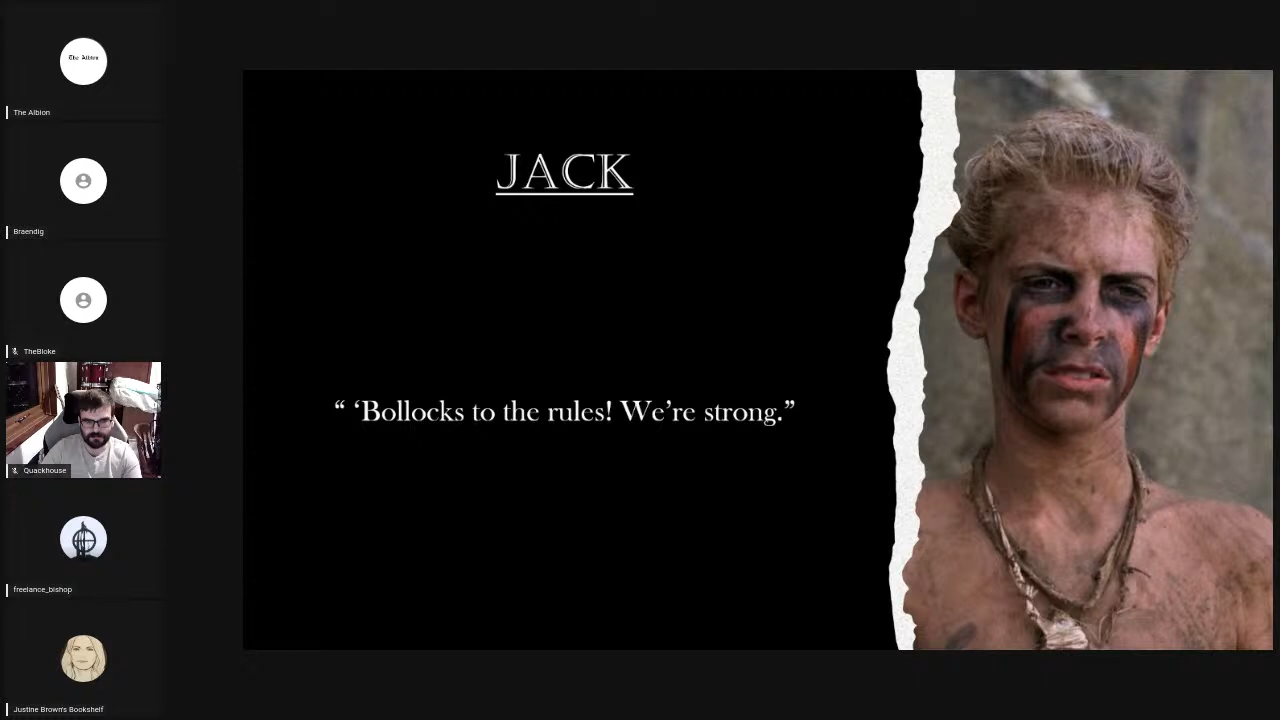 The Albion
The Albion
Braendig
TheBloke
Quackhouse
freelance_bishop
Justine Brown's Bookshelf
JACK
“ ‘Bollocks to the rules! We’re strong.”